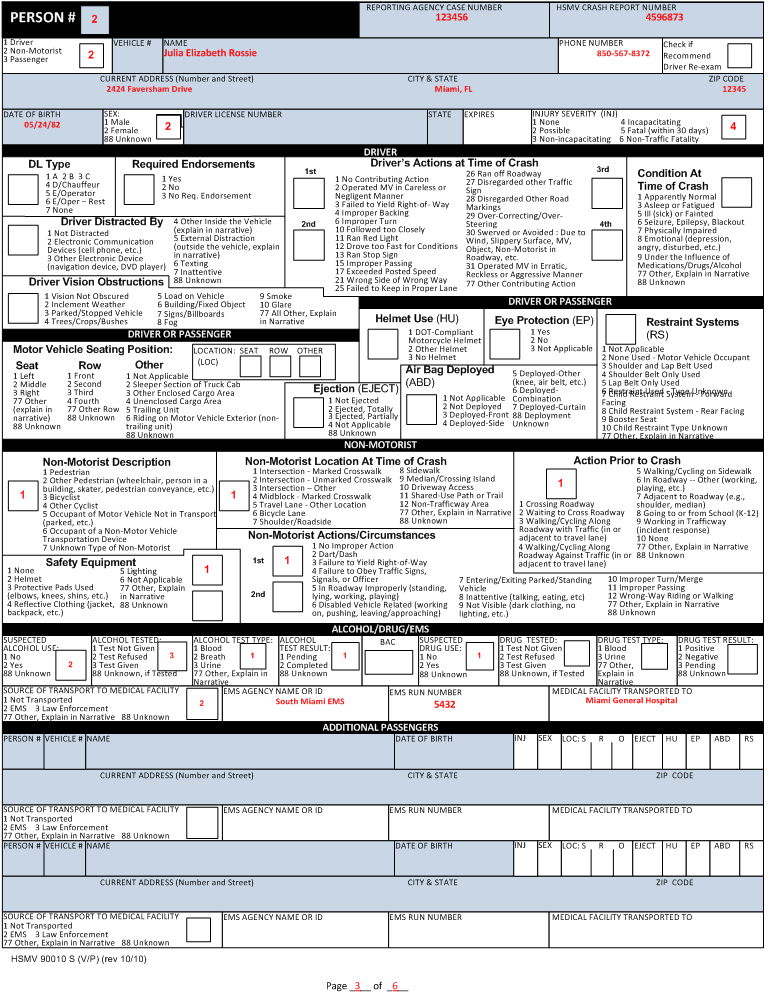 PERSON # 2
REPORTING AGENCY CASE NUMBER
123456
HSMV CRASH REPORT NUMBER
4596873
1 Driver
2 Non-Motorist
3 Passenger
2
VEHICLE #
NAME
Julia Elizabeth Rossie
PHONE NUMBER
850-567-8372
Check if
Recommend
Driver Re-exam
CURRENT ADDRESS (Number and Street)
2424 Faversham Drive
CITY & STATE
Miami, FL
ZIP CODE
12345
DATE OF BIRTH
05/24/82
SEX:
1 Male
2 Female
88 Unknown
2
DRIVER LICENSE NUMBER
STATE
EXPIRES
INJURY SEVERITY (INJ)
1 None
2 Possible
3 Non-incapacitating
4 Incapacitating
5 Fatal (within 30 days)
6 Non-Traffic Fatality
4
DRIVER
DL Type
1 A 2 B 3 C
4 D/Chauffeur
5 E/Operator
6 E/Oper – Rest
7 None
Required Endorsements
1 Yes
2 No
3 No Req. Endorsement
Driver Distracted By
1 Not Distracted
2 Electronic Communication
Devices (cell phone, etc.)
3 Other Electronic Device
(navigation device, DVD player)
4 Other Inside the Vehicle
(explain in narrative)
5 External Distraction
(outside the vehicle, explain
in narrative)
6 Texting
7 Inattentive
88 Unknown
Driver Vision Obstructions
1 Vision Not Obscured
2 Inclement Weather
3 Parked/Stopped Vehicle
4 Trees/Crops/Bushes
5 Load on Vehicle
6 Building/Fixed Object
7 Signs/Billboards
8 Fog
9 Smoke
10 Glare
77 All Other, Explain
in Narrative
Driver's Actions at Time of Crash
1st
2nd
3rd
4th
1 No Contributing Action
2 Operated MV in Careless or
Negligent Manner
3 Failed to Yield Right-of- Way
4 Improper Backing
6 Improper Turn
10 Followed too Closely
11 Ran Red Light
12 Drove too Fast for Conditions
13 Ran Stop Sign
15 Improper Passing
17 Exceeded Posted Speed
21 Wrong Side of Wrong Way
25 Failed to Keep in Proper Lane
26 Ran off Roadway
27 Disregarded other Traffic
Sign
28 Disregarded Other Road
Markings
29 Over-Correcting/Over-
Steering
30 Swerved or Avoided : Due to
Wind, Slippery Surface, MV,
Object, Non-Motorist in
Roadway, etc.
31 Operated MV in Erratic,
Reckless or Aggressive Manner
77 Other Contributing Action
Condition At
Time of Crash
1 Apparently Normal
3 Asleep or Fatigued
5 Ill (sick) or Fainted
6 Seizure, Epilepsy, Blackout
7 Physically Impaired
8 Emotional (depression,
angry, disturbed, etc.)
9 Under the Influence of
Medications/Drugs/Alcohol
77 Other, Explain in Narrative
88 Unknown
DRIVER OR PASSENGER
Motor Vehicle Seating Position:
LOCATION: SEAT ROW OTHER
(LOC)
Seat
1 Left
2 Middle
3 Right
77 Other
(explain in
narrative)
88 Unknown
Row
1 Front
2 Second
3 Third
4 Fourth
77 Other Row
88 Unknown
Other
1 Not Applicable
2 Sleeper Section of Truck Cab
3 Other Enclosed Cargo Area
4 Unenclosed Cargo Area
5 Trailing Unit
6 Riding on Motor Vehicle Exterior (non-
trailing unit)
88 Unknown
DRIVER OR PASSENGER
Helmet Use (HU)
1 DOT-Compliant
Motorcycle Helmet
2 Other Helmet
3 No Helmet
Eye Protection (EP)
1 Yes
2 No
3 Not Applicable
Restraint Systems
(RS)
1 Not Applicable
2 None Used - Motor Vehicle Occupant
3 Shoulder and Lap Belt Used
4 Shoulder Belt Only Used
5 Lap Belt Only Used
6 Restraint Used - Type Unknown
7 Child Restraint System - Forward
Facing
8 Child Restraint System - Rear Facing
9 Booster Seat
10 Child Restraint Type Unknown
77 Other, Explain in Narrative
Ejection (EJECT)
1 Not Ejected
2 Ejected, Totally
3 Ejected, Partially
4 Not Applicable
88 Unknown
Air Bag Deployed
(ABD)
1 Not Applicable
2 Not Deployed
3 Deployed-Front
4 Deployed-Side
5 Deployed-Other
(knee, air belt, etc.)
6 Deployed-
Combination
7 Deployed-Curtain
88 Deployment
Unknown
NON-MOTORIST
Non-Motorist Description
1
1 Pedestrian
2 Other Pedestrian (wheelchair, person in a
building, skater, pedestrian conveyance, etc.)
3 Bicyclist
4 Other Cyclist
5 Occupant of Motor Vehicle Not in Transport
(parked, etc.)
6 Occupant of a Non-Motor Vehicle
Transportation Device
7 Unknown Type of Non-Motorist
Non-Motorist Location At Time of Crash
1
1 Intersection - Marked Crosswalk
2 Intersection - Unmarked Crosswalk
3 Intersection – Other
4 Midblock - Marked Crosswalk
5 Travel Lane - Other Location
6 Bicycle Lane
7 Shoulder/Roadside
8 Sidewalk
9 Median/Crossing Island
10 Driveway Access
11 Shared-Use Path or Trail
12 Non-Trafficway Area
77 Other, Explain in Narrative
88 Unknown
Action Prior to Crash
1
1 Crossing Roadway
2 Waiting to Cross Roadway
3 Walking/Cycling Along
Roadway with Traffic (in or
adjacent to travel lane)
4 Walking/Cycling Along
Roadway Against Traffic (in or
adjacent to travel lane)
5 Walking/Cycling on Sidewalk
6 In Roadway -- Other (working,
playing, etc.)
7 Adjacent to Roadway (e.g.,
shoulder, median)
8 Going to or from School (K-12)
9 Working in Trafficway
(incident response)
10 None
77 Other, Explain in Narrative
88 Unknown
Safety Equipment
1 None
2 Helmet
3 Protective Pads Used
(elbows, knees, shins, etc.)
4 Reflective Clothing (jacket,
backpack, etc.)
5 Lighting
6 Not Applicable
77 Other, Explain
in Narrative
88 Unknown
1
Non-Motorist Actions/Circumstances
1st 1
2nd
1 No Improper Action
2 Dart/Dash
3 Failure to Yield Right-of-Way
4 Failure to Obey Traffic Signs,
Signals, or Officer
5 In Roadway Improperly (standing,
lying, working, playing)
6 Disabled Vehicle Related (working
on, pushing, leaving/approaching)
7 Entering/Exiting Parked/Standing
Vehicle
8 Inattentive (talking, eating, etc)
9 Not Visible (dark clothing, no
lighting, etc.)
10 Improper Turn/Merge
11 Improper Passing
12 Wrong-Way Riding or Walking
77 Other, Explain in Narrative
88 Unknown
ALCOHOL/DRUG/EMS
SUSPECTED
ALCOHOL USE:
1 No
2 Yes
88 Unknown
2
ALCOHOL TESTED:
1 Test Not Given
2 Test Refused
3 Test Given
88 Unknown, if Tested
3
ALCOHOL TEST TYPE:
1 Blood
2 Breath
3 Urine
77 Other, Explain in
Narrative
1
ALCOHOL
TEST RESULT:
1 Pending
2 Completed
88 Unknown
1
BAC
SUSPECTED
DRUG USE:
1 No
2 Yes
88 Unknown
1
DRUG TESTED:
1 Test Not Given
2 Test Refused
3 Test Given
88 Unknown, if Tested
DRUG TEST TYPE:
1 Blood
3 Urine
77 Other,
Explain in
Narrative
DRUG TEST RESULT:
1 Positive
2 Negative
3 Pending
88 Unknown
SOURCE OF TRANSPORT TO MEDICAL FACILITY
1 Not Transported
2 EMS 3 Law Enforcement
77 Other, Explain in Narrative 88 Unknown
2
EMS AGENCY NAME OR ID
South Miami EMS
EMS RUN NUMBER
5432
MEDICAL FACILITY TRANSPORTED TO
Miami General Hospital
ADDITIONAL PASSENGERS
PERSON # VEHICLE # NAME DATE OF BIRTH INJ SEX LOC: S R O EJECT HU EP ABD RS
CURRENT ADDRESS (Number and Street) CITY & STATE ZIP CODE
SOURCE OF TRANSPORT TO MEDICAL FACILITY
1 Not Transported
2 EMS 3 Law Enforcement
77 Other, Explain in Narrative 88 Unknown
EMS AGENCY NAME OR ID
EMS RUN NUMBER
MEDICAL FACILITY TRANSPORTED TO
PERSON # VEHICLE # NAME DATE OF BIRTH INJ SEX LOC: S R O EJECT HU EP ABD RS
CURRENT ADDRESS (Number and Street) CITY & STATE ZIP CODE
SOURCE OF TRANSPORT TO MEDICAL FACILITY
1 Not Transported
2 EMS 3 Law Enforcement
77 Other, Explain in Narrative 88 Unknown
EMS AGENCY NAME OR ID
EMS RUN NUMBER
MEDICAL FACILITY TRANSPORTED TO
HSMV 90010 S (V/P) (rev 10/10)
Page 3 of 6